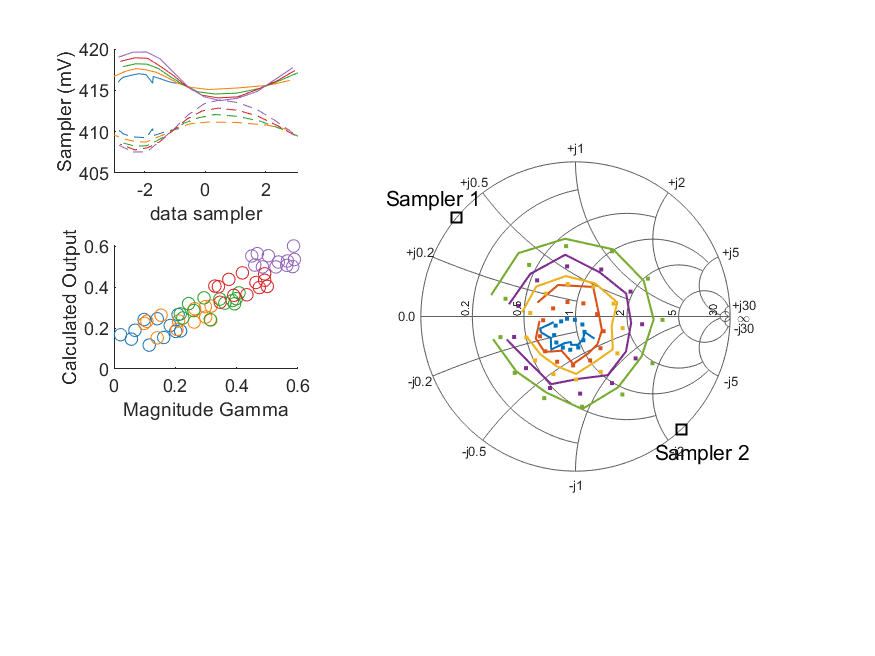 420
415
410
405
Sampler (mV)
-2
0
2
data sampler
0.6
0.4
0.2
0
Calculated Output
0
0.2
0.4
0.6
Magnitude Gamma
+j1
+j0.5
+j2
Sampler 1
+j0.2
+j5
0.0
0.2
0.5
1
2
5
30
+j30
∞
-j30
-j0.2
-j5
-j0.5
-j2
Sampler 2
-j1